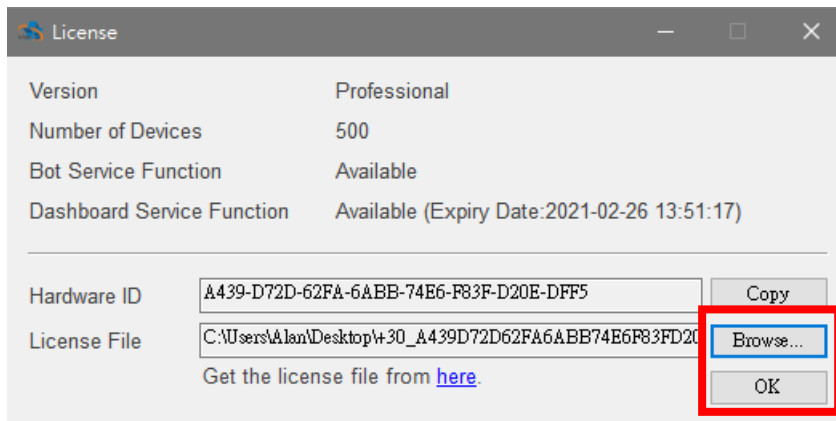 License
Version Professional
Number of Devices 500
Bot Service Function Available
Dashboard Service Function Available (Expiry Date:2021-02-26 13:51:17)
Hardware ID A439-D72D-62FA-6ABB-74E6-F83F-D20E-DFF5 Copy
License File C:\Users\Alan\Desktop\+30_A439D72D62FA6ABB74E6F83FD20 Browse...
Get the license file from here. OK